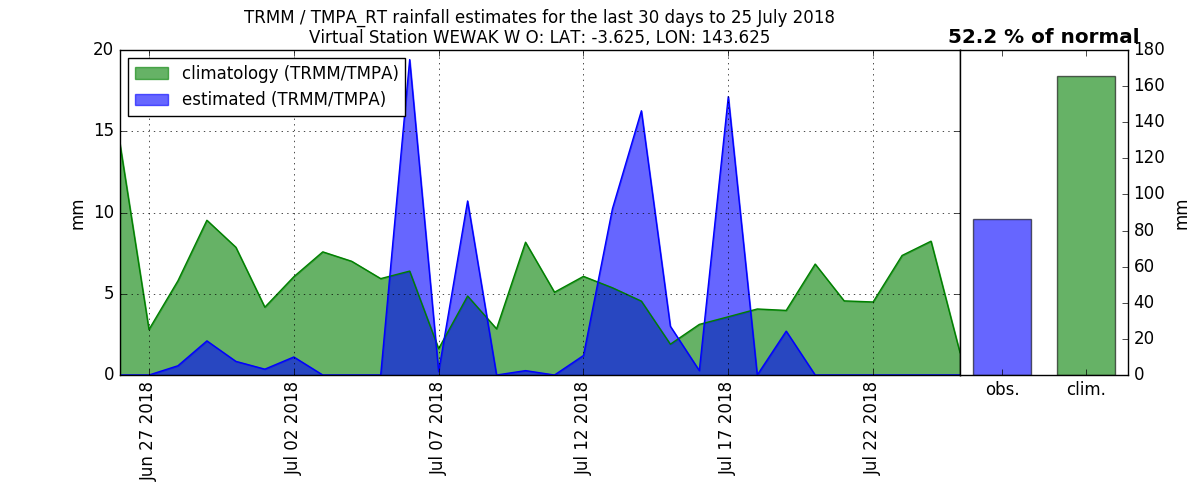 TRMM / TMPA_RT rainfall estimates for the last 30 days to 25 July 2018
Virtual Station WEWAK W O: LAT: -3.625, LON: 143.625
52.2 % of normal
climatology (TRMM/TMPA)
estimated (TRMM/TMPA)
20
15
10
5
0
mm
Jun 27 2018
Jul 02 2018
Jul 07 2018
Jul 12 2018
Jul 17 2018
Jul 22 2018
obs.
clim.
180
160
140
120
100
80
60
40
20
0
mm